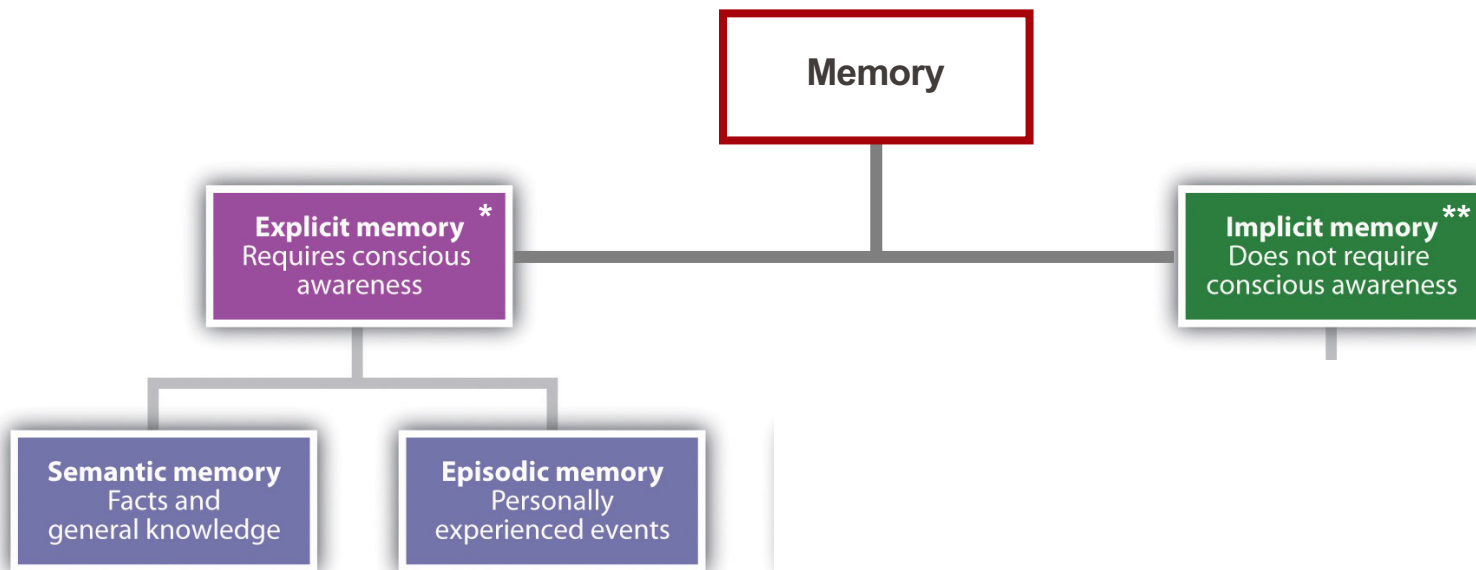 Memory
Explicit memory *
Requires conscious
awareness
Implicit memory **
Does not require
conscious awareness
Semantic memory
Facts and
general knowledge
Episodic memory
Personally
experienced events